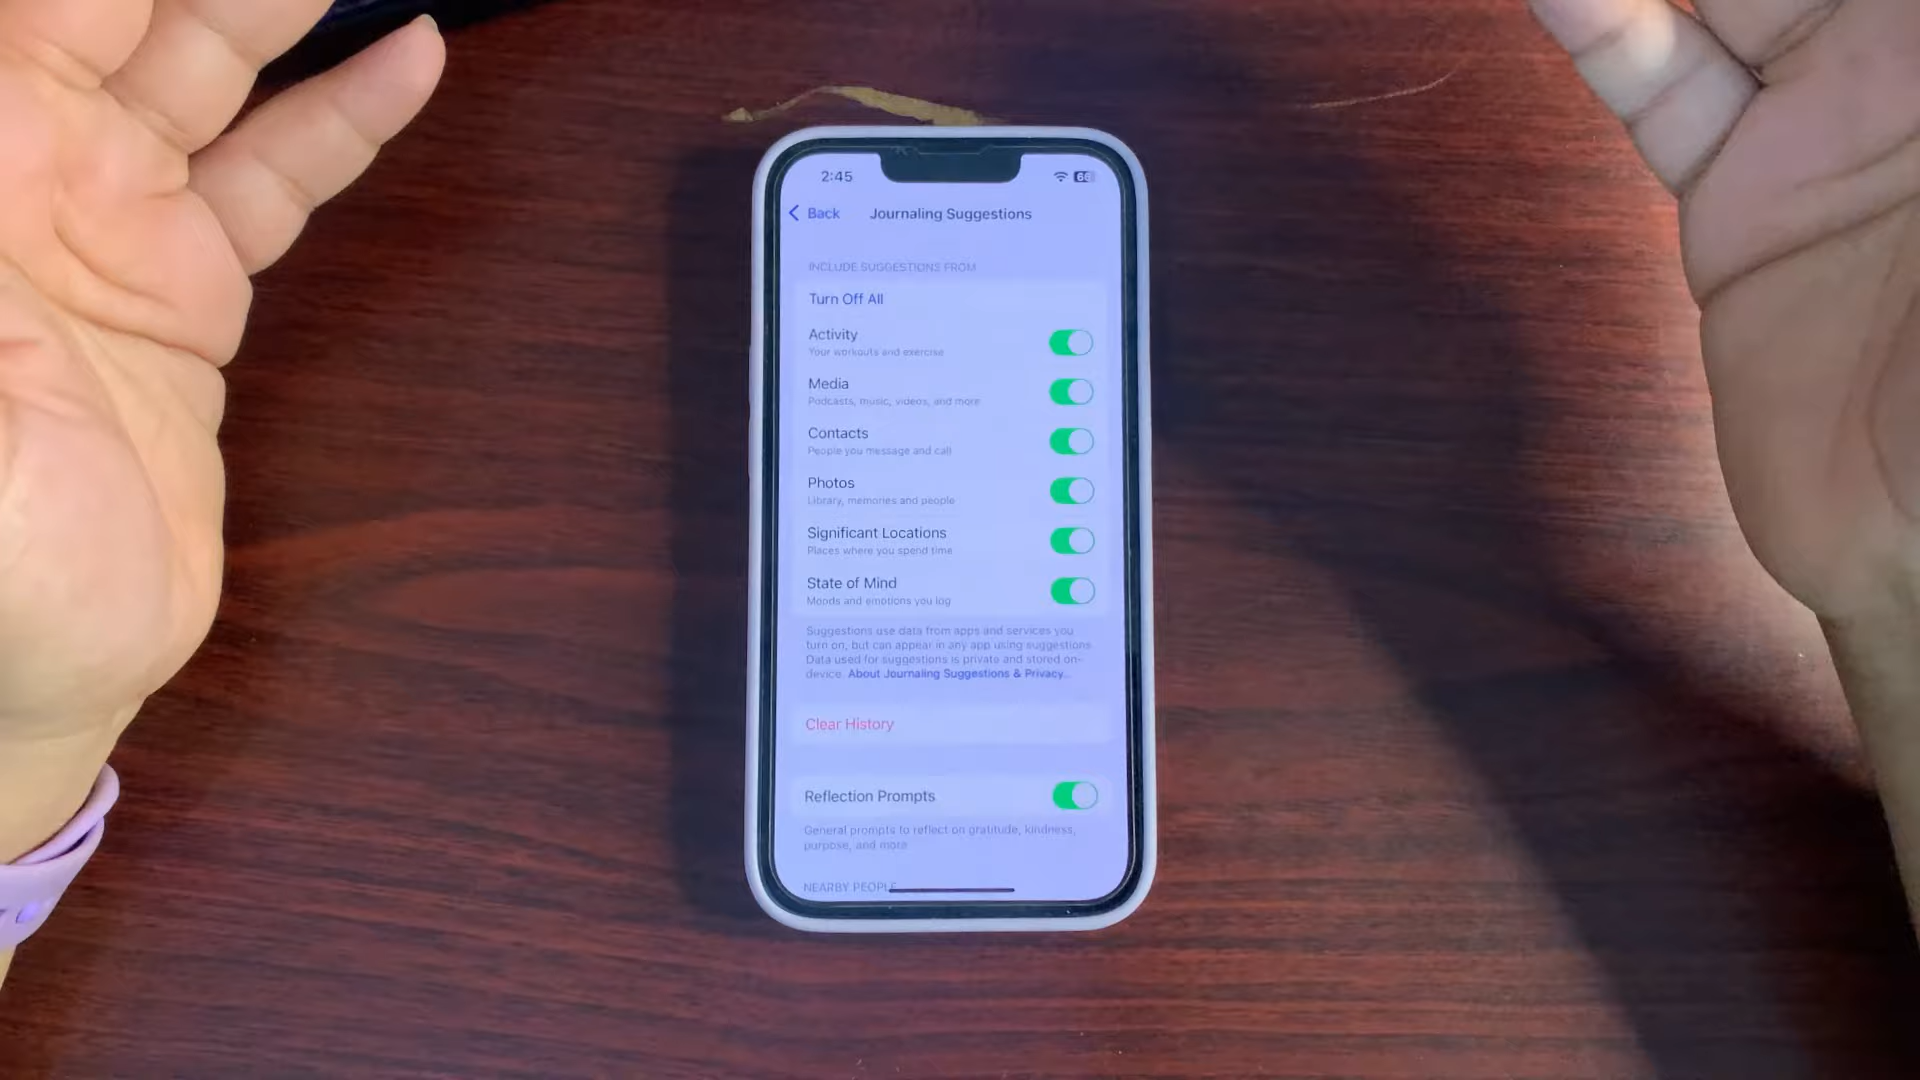 2:45
66
Back
Journaling Suggestions
INCLUDE SUGGESTIONS FROM
Turn Off All
Activity
Your workouts and exercise
Media
Podcasts, music, videos, and more
Contacts
People you message and call
Photos
Library, memories and people
Significant Locations
Places where you spend time
State of Mind
Moods and emotions you log
Suggestions use data from apps and services you
turn on, but can appear in any app using suggestions.
Data used for suggestions is private and stored on-
device. About Journaling Suggestions & Privacy...
Clear History
Reflection Prompts
General prompts to reflect on gratitude, kindness,
purpose, and more
NEARBY PEOPLE